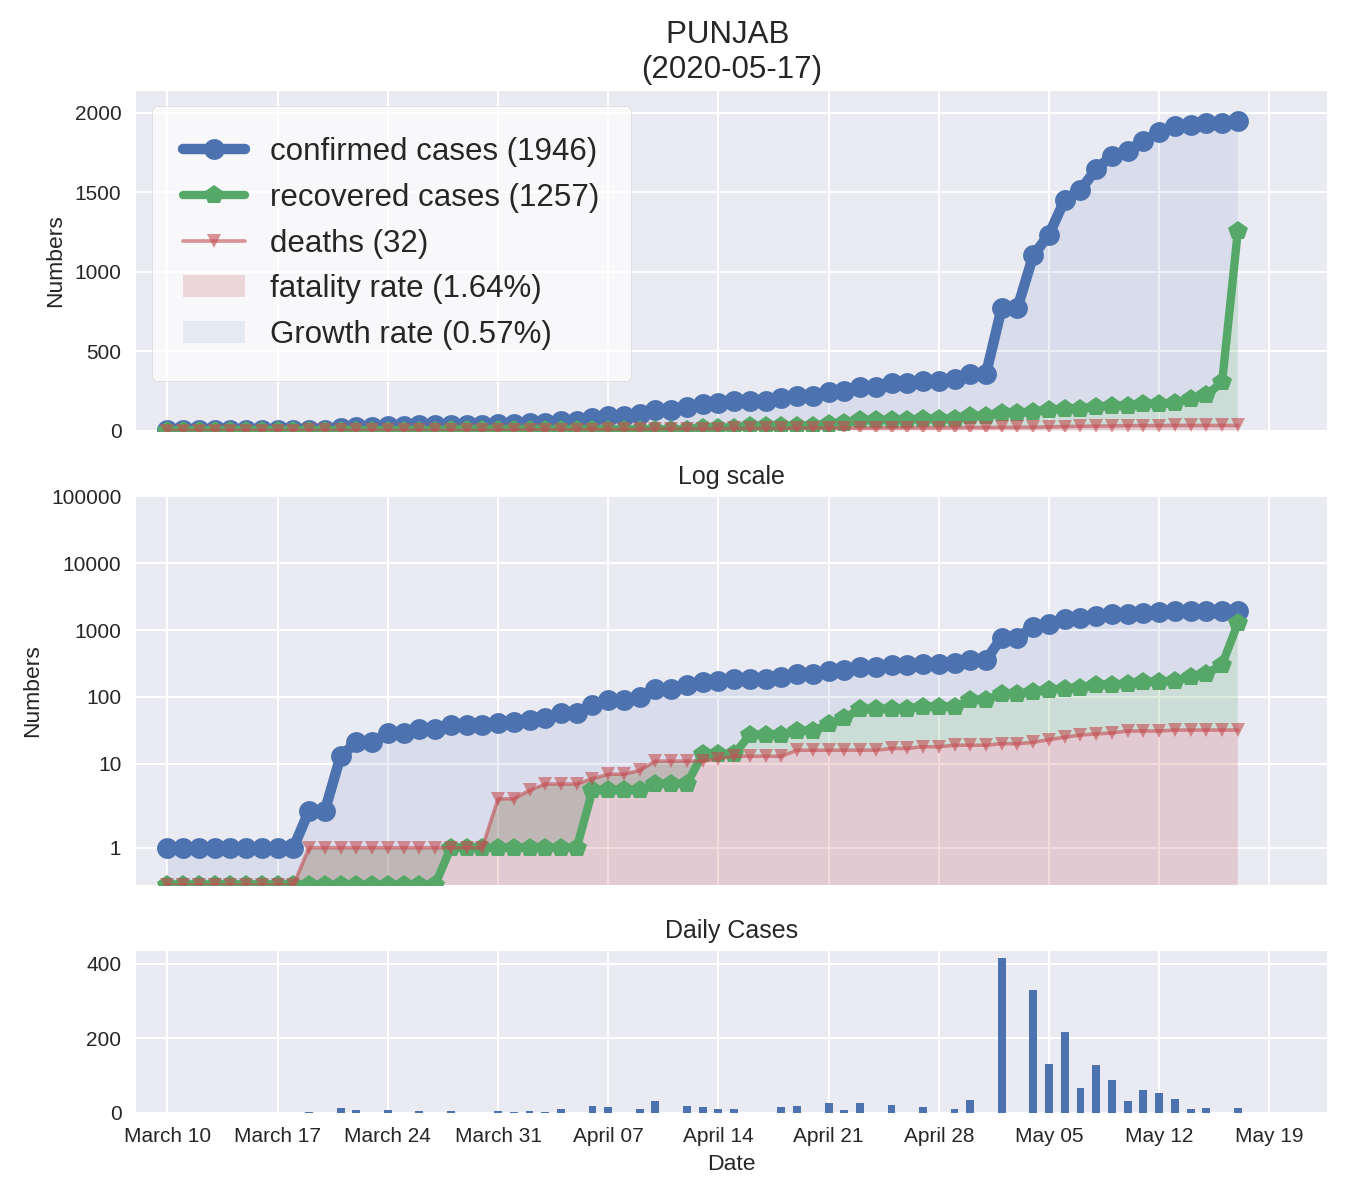 PUNJAB
(2020-05-17)
2000
1500
1000
500
0
Numbers
confirmed cases (1946)
recovered cases (1257)
deaths (32)
fatality rate (1.64%)
Growth rate (0.57%)
Log scale
100000
10000
1000
100
10
1
Numbers
Daily Cases
400
200
0
March 10 March 17 March 24 March 31 April 07 April 14 April 21 April 28 May 05 May 12 May 19
Date